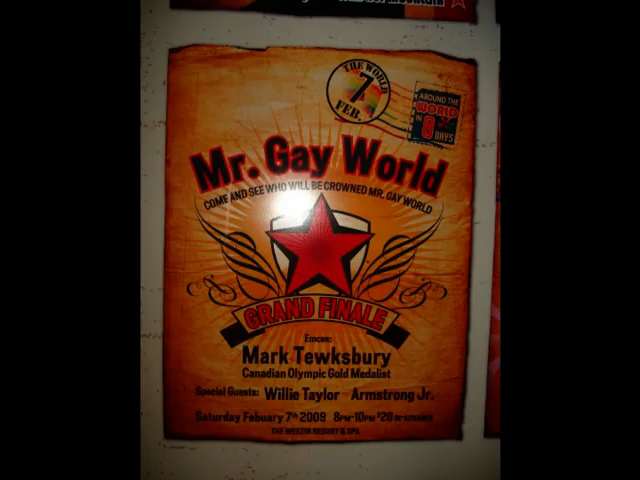 THE WORLD
7
FEB.
AROUND THE
WORLD
IN 8 DAYS
Mr. Gay World
COME AND SEE WHO WILL BE CROWNED MR. GAY WORLD
GRAND FINALE
Emcee:
Mark Tewksbury
Canadian Olympic Gold Medalist
Special Guests: Willie Taylor Armstrong Jr.
Saturday Febuary 7th 2009 8PM-10PM $20 IN ADVANCE
THE WESTIN RESORT & SPA